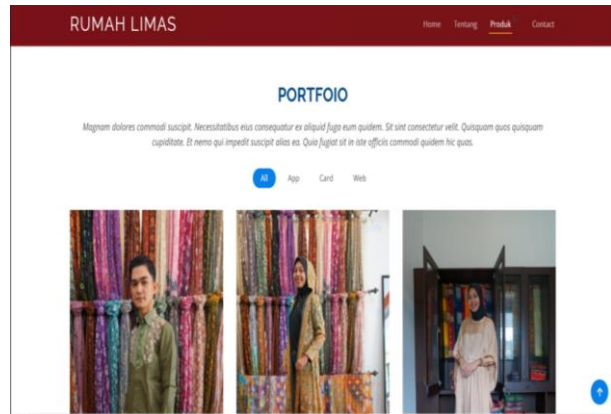 RUMAH LIMAS
Home Tentang Produk Contact
PORTFOIO
Magnam dolores commodi suscipit. Necessitatibus eius consequatur ex aliquid fuga eum quidem. Sit sint consectetur velit. Quisquam quos quisquam
cupiditate. Et nemo qui impedit suscipit alias ea. Quia fugiat sit in iste officiis commodi quidem hic quas.
All App Card Web